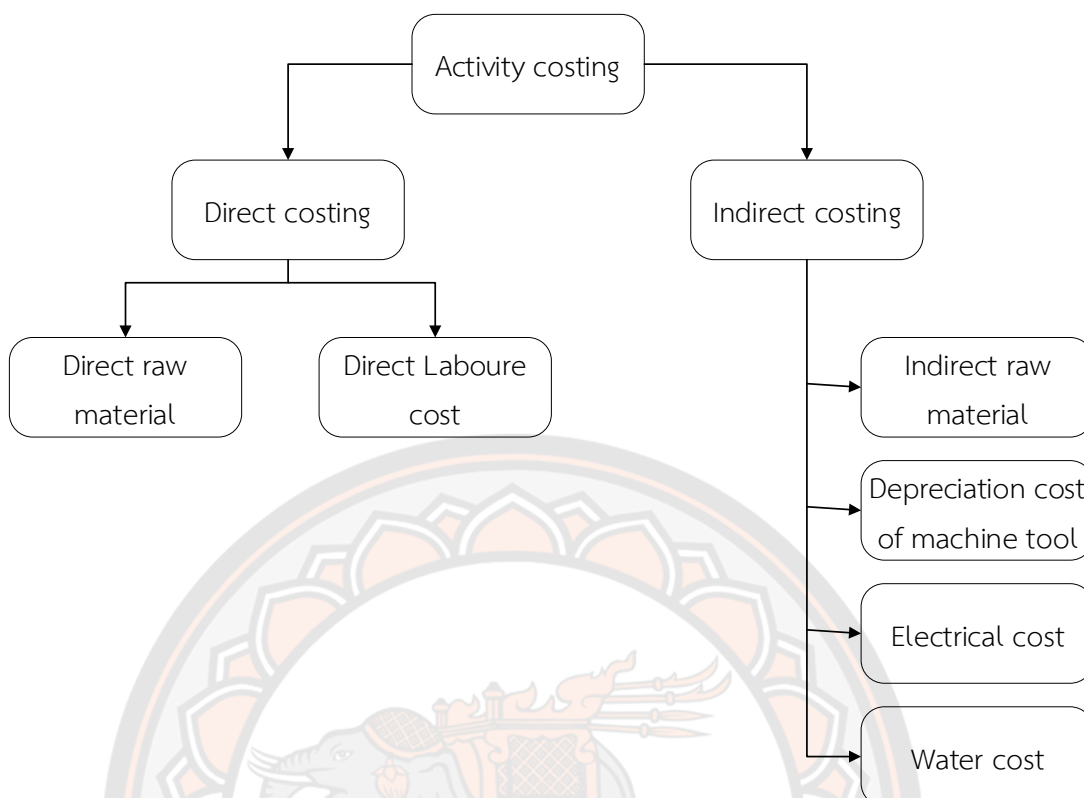 Activity costing
Direct costing
Indirect costing
Direct raw
material
Direct Laboure
cost
Indirect raw
material
Depreciation cost
of machine tool
Electrical cost
Water cost